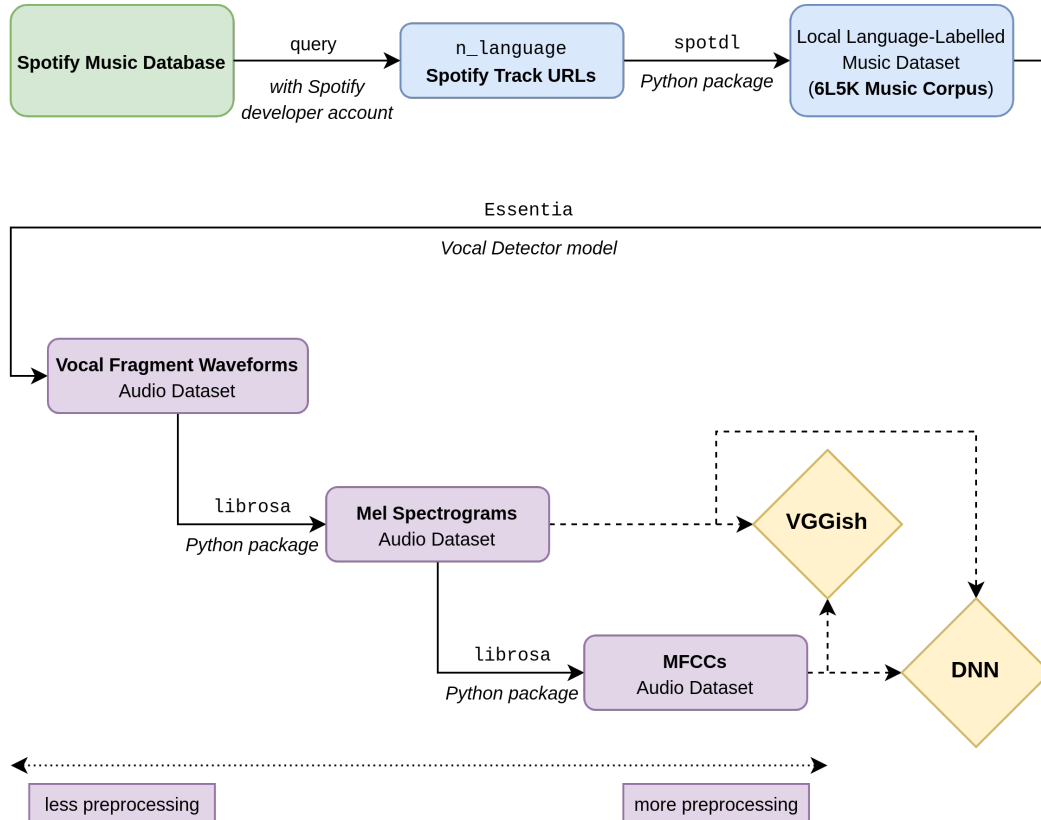 Spotify Music Database
query
with Spotify
developer account
n_language
Spotify Track URLs
spotdl
Python package
Local Language-Labelled
Music Dataset
(6L5K Music Corpus)
Essentia
Vocal Detector model
Vocal Fragment Waveforms
Audio Dataset
librosa
Python package
Mel Spectrograms
Audio Dataset
VGGish
librosa
Python package
MFCCs
Audio Dataset
DNN
less preprocessing
more preprocessing